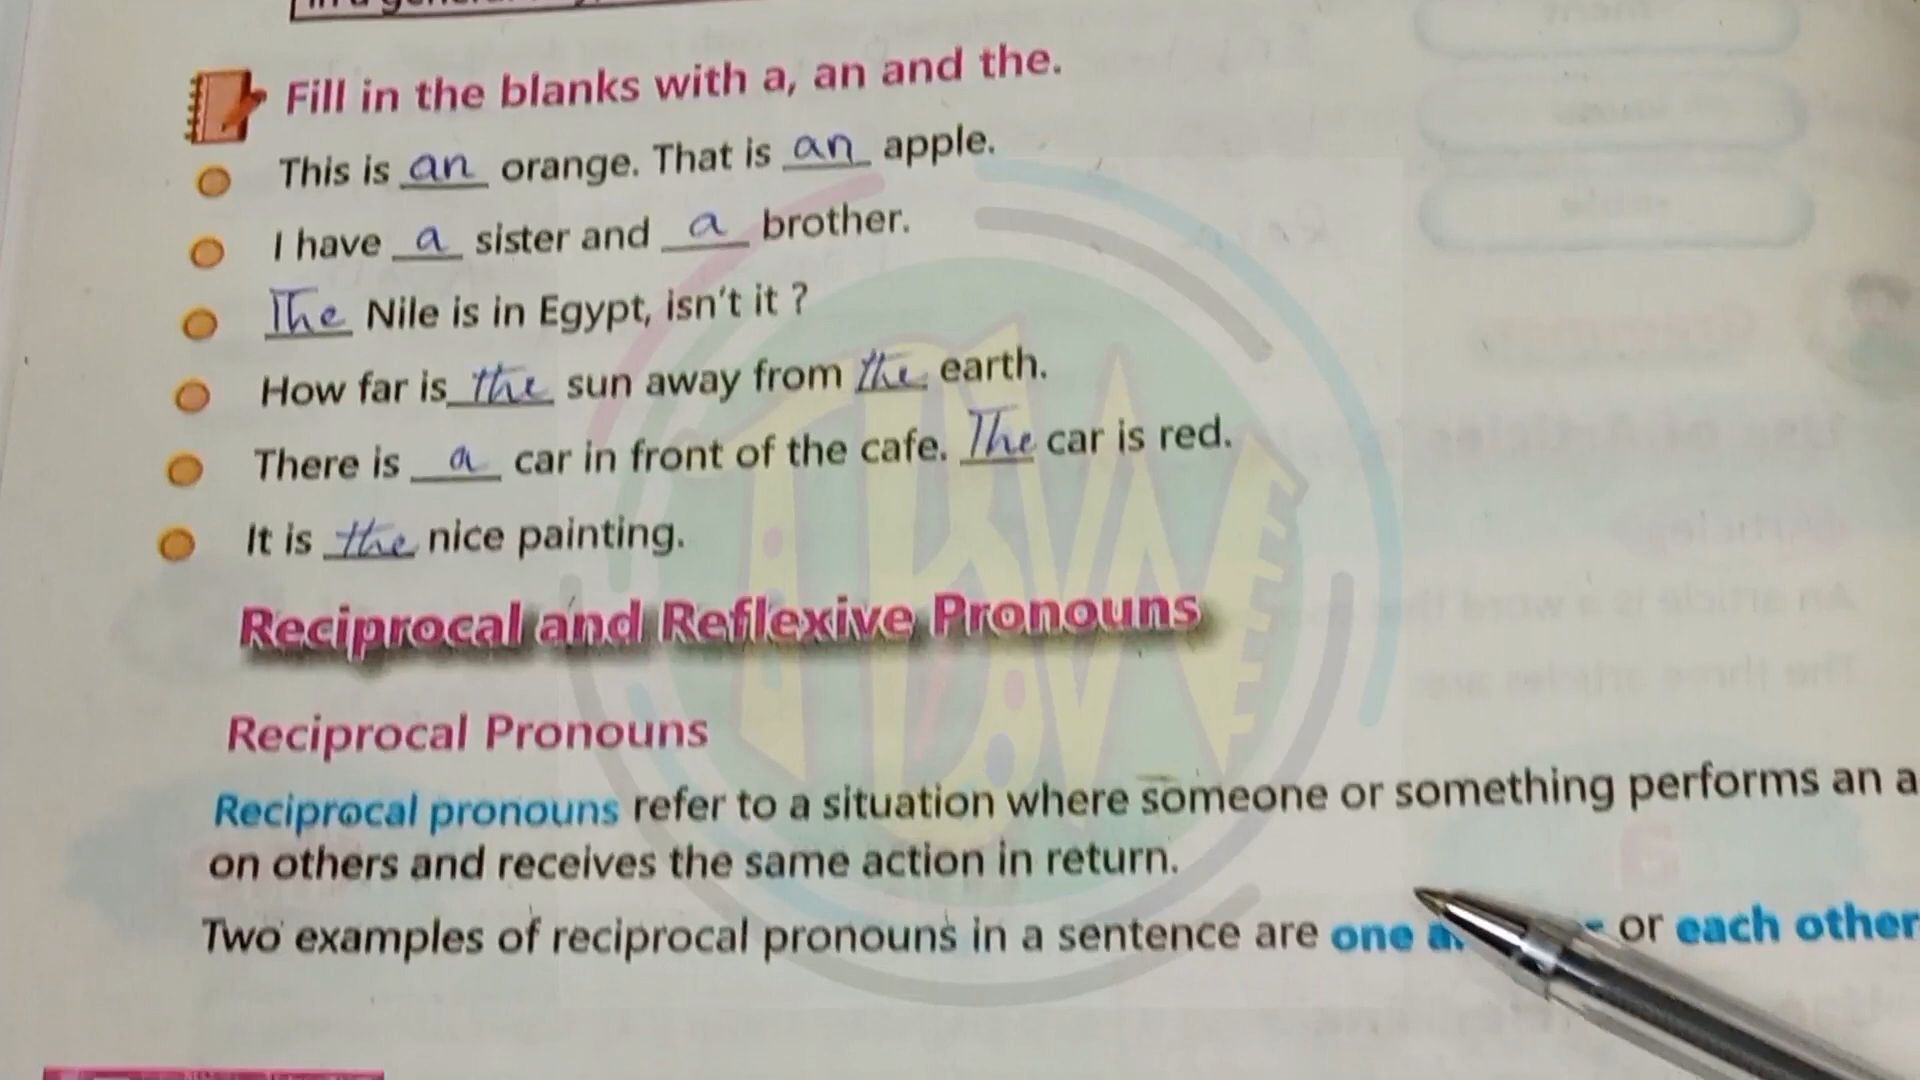 Fill in the blanks with a, an and the.
This is an orange. That is an apple.
I have a sister and a brother.
The Nile is in Egypt, isn't it ?
How far is the sun away from the earth.
There is a car in front of the cafe. The car is red.
It is the nice painting.
Reciprocal and Reflexive Pronouns
Reciprocal Pronouns
Reciprocal pronouns refer to a situation where someone or something performs an a
on others and receives the same action in return.
Two examples of reciprocal pronouns in a sentence are one or each other